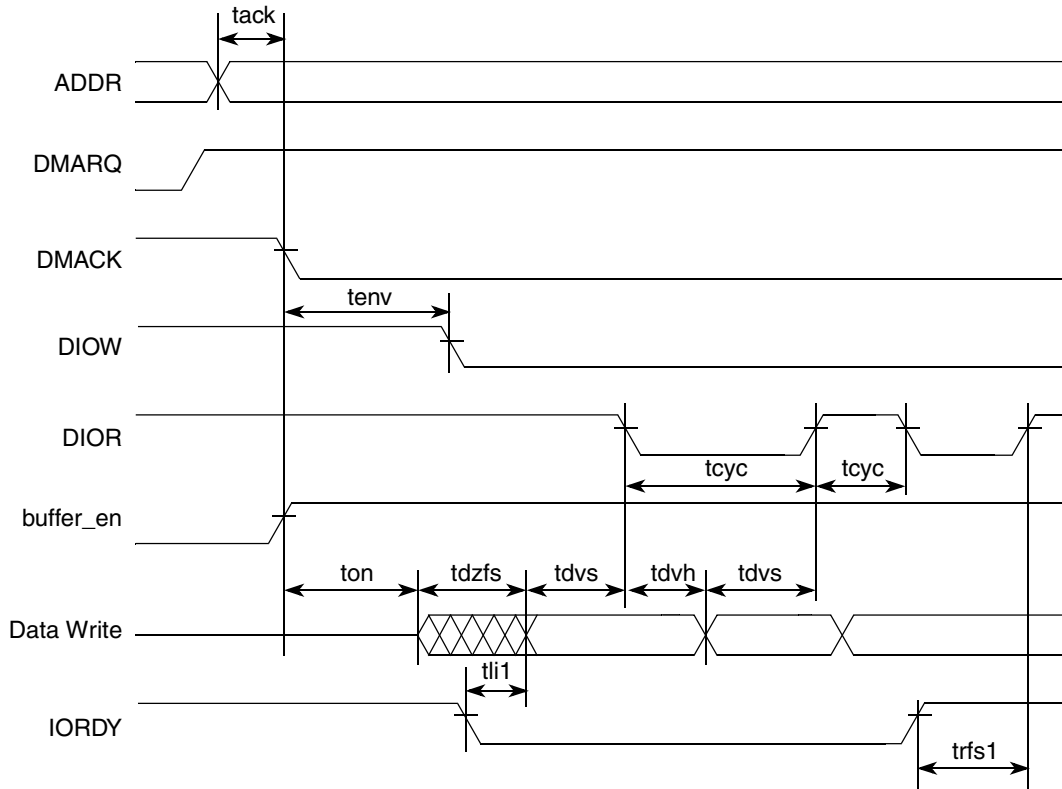 tack
ADDR
DMARQ
DMACK
tenv
DIOW
DIOR
tcyc
tcyc
buffer_en
ton
tdzfs
tdvs
tdvh
tdvs
Data Write
tli1
IORDY
trfs1